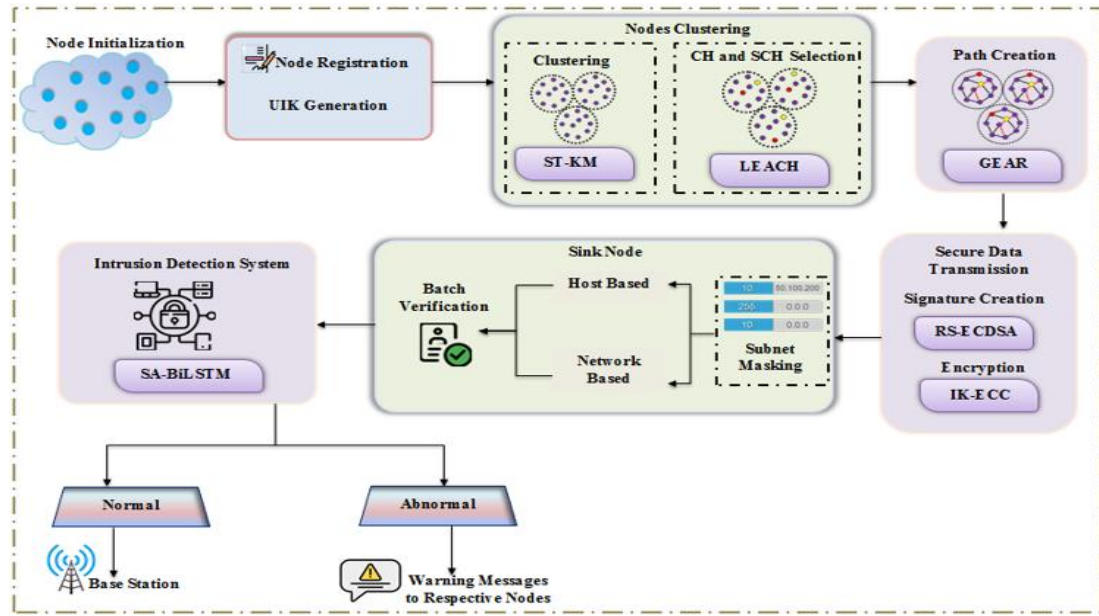 Node Initialization
Node Registration
UIK Generation
Nodes Clustering
Clustering
ST-KM
CH and SCH Selection
LEACH
Path Creation
GEAR
Secure Data
Transmission
Signature Creation
RS-ECDSA
Encryption
IK-ECC
Sink Node
10 50.100.200
255 0.0.0
10 0.0.0
Subnet
Masking
Host Based
Network
Based
Batch
Verification
Intrusion Detection System
SA-BiLSTM
Normal
Abnormal
Base Station
Warning Messages
to Respective Nodes